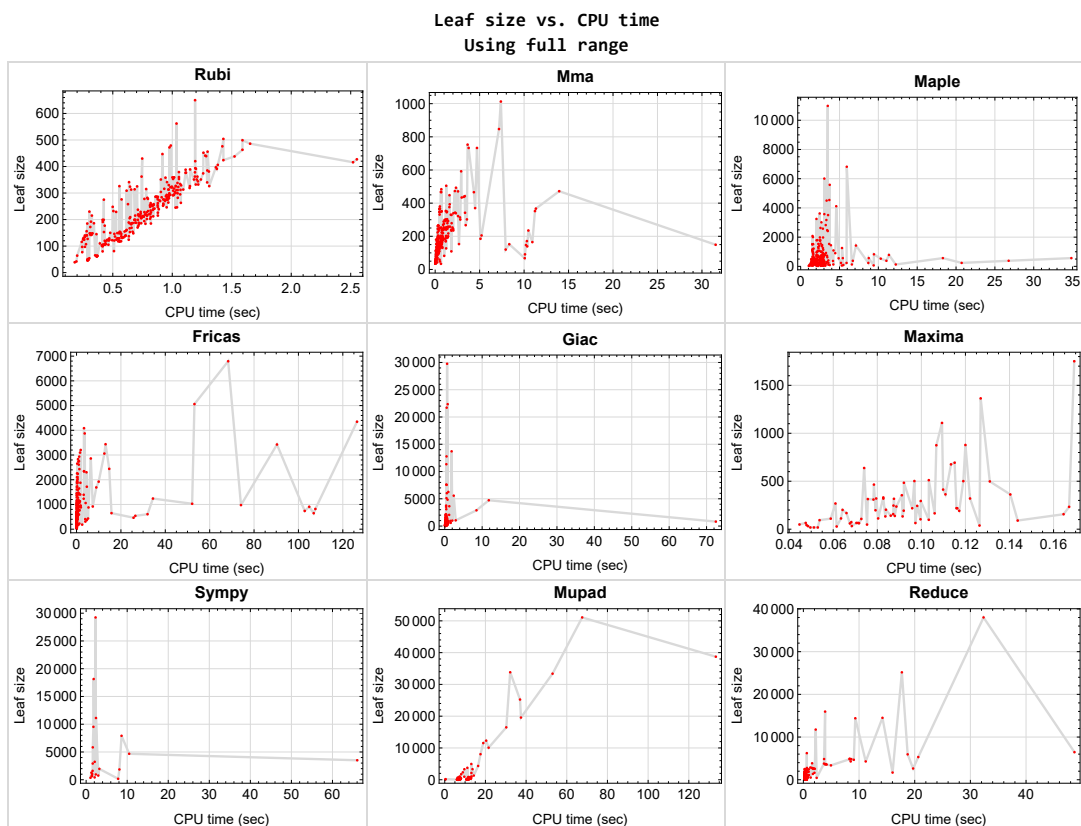 Leaf size vs. CPU time
Using full range
Rubi
Leaf size
600
500
400
300
200
100
0
0.5 1.0 1.5 2.0 2.5
CPU time (sec)
Mma
Leaf size
1000
800
600
400
200
0
0 5 10 15 20 25 30
CPU time (sec)
Maple
Leaf size
10 000
8000
6000
4000
2000
0
0 5 10 15 20 25 30 35
CPU time (sec)
Fricas
Leaf size
7000
6000
5000
4000
3000
2000
1000
0
0 20 40 60 80 100 120
CPU time (sec)
Giac
Leaf size
30 000
25 000
20 000
15 000
10 000
5000
0
0 10 20 30 40 50 60 70
CPU time (sec)
Maxima
Leaf size
1500
1000
500
0
0.04 0.06 0.08 0.10 0.12 0.14 0.16
CPU time (sec)
Sympy
Leaf size
30 000
25 000
20 000
15 000
10 000
5000
0
0 10 20 30 40 50 60
CPU time (sec)
Mupad
Leaf size
50 000
40 000
30 000
20 000
10 000
0
0 20 40 60 80 100 120
CPU time (sec)
Reduce
Leaf size
40 000
30 000
20 000
10 000
0
0 10 20 30 40
CPU time (sec)